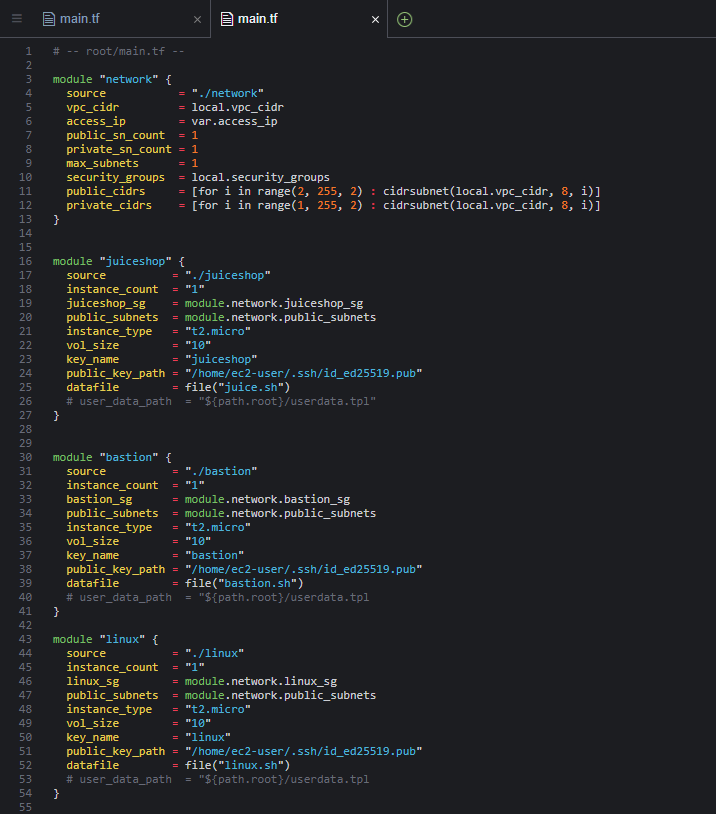 main.tf × main.tf ×
1 # -- root/main.tf --
2
3 module "network" {
4   source           = "./network"
5   vpc_cidr         = local.vpc_cidr
6   access_ip        = var.access_ip
7   public_sn_count  = 1
8   private_sn_count = 1
9   max_subnets      = 1
10   security_groups  = local.security_groups
11   public_cidrs     = [for i in range(2, 255, 2) : cidrsubnet(local.vpc_cidr, 8, i)]
12   private_cidrs    = [for i in range(1, 255, 2) : cidrsubnet(local.vpc_cidr, 8, i)]
13 }
14
15
16 module "juiceshop" {
17   source          = "./juiceshop"
18   instance_count  = "1"
19   juiceshop_sg    = module.network.juiceshop_sg
20   public_subnets  = module.network.public_subnets
21   instance_type   = "t2.micro"
22   vol_size        = "10"
23   key_name        = "juiceshop"
24   public_key_path = "/home/ec2-user/.ssh/id_ed25519.pub"
25   datafile        = file("juice.sh")
26   # user_data_path  = "${path.root}/userdata.tpl"
27 }
28
29
30 module "bastion" {
31   source          = "./bastion"
32   instance_count  = "1"
33   bastion_sg      = module.network.bastion_sg
34   public_subnets  = module.network.public_subnets
35   instance_type   = "t2.micro"
36   vol_size        = "10"
37   key_name        = "bastion"
38   public_key_path = "/home/ec2-user/.ssh/id_ed25519.pub"
39   datafile        = file("bastion.sh")
40   # user_data_path  = "${path.root}/userdata.tpl
41 }
42
43 module "linux" {
44   source          = "./linux"
45   instance_count  = "1"
46   linux_sg        = module.network.linux_sg
47   public_subnets  = module.network.public_subnets
48   instance_type   = "t2.micro"
49   vol_size        = "10"
50   key_name        = "linux"
51   public_key_path = "/home/ec2-user/.ssh/id_ed25519.pub"
52   datafile        = file("linux.sh")
53   # user_data_path  = "${path.root}/userdata.tpl
54 }
55